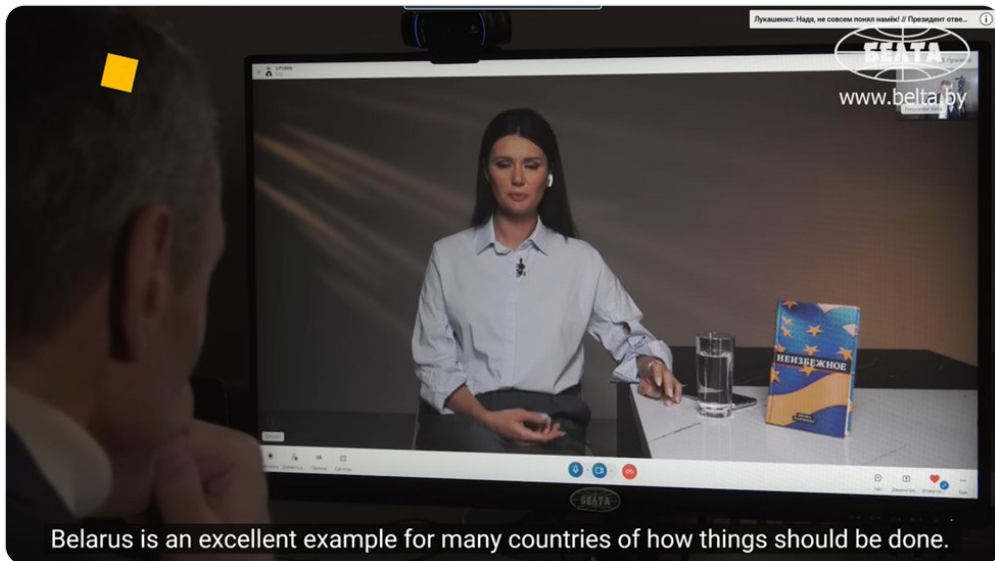 Лукашенко: Надя, не совсем понял намёк! // Президент отве...
БЕЛТА
www.belta.by
НЕИЗБЕЖНОЕ
БЕЛТА
Belarus is an excellent example for many countries of how things should be done.